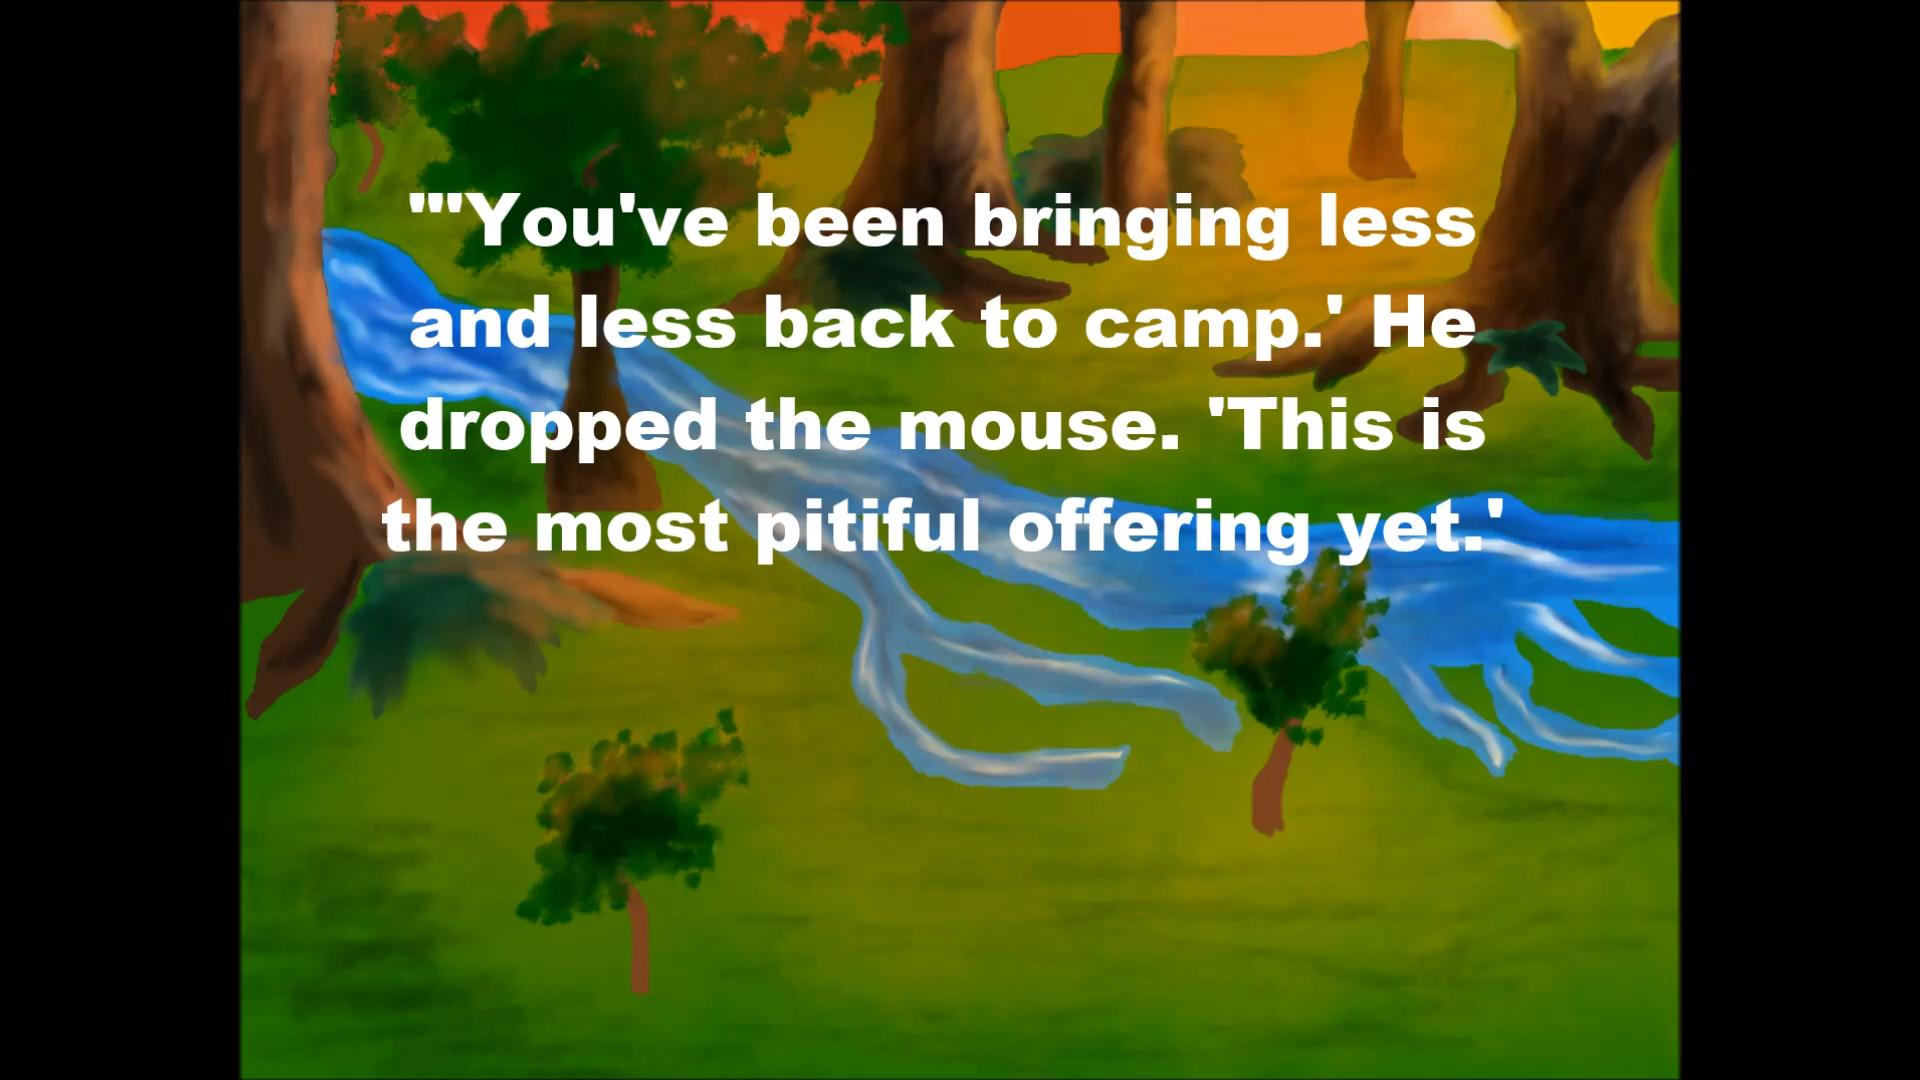 "'You've been bringing less
and less back to camp.' He
dropped the mouse. 'This is
the most pitiful offering yet.'